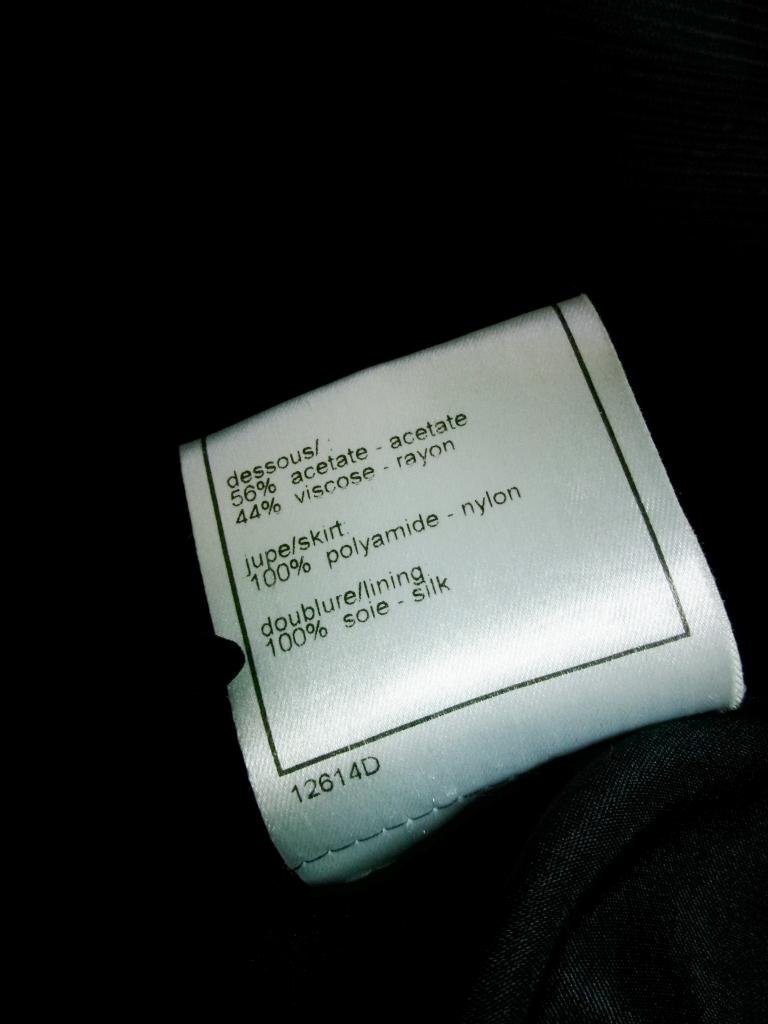 dessous/ :
56% acetate - acetate
44% viscose - rayon
jupe/skirt:
100% polyamide - nylon
doublure/lining:
100% soie - silk
12614D